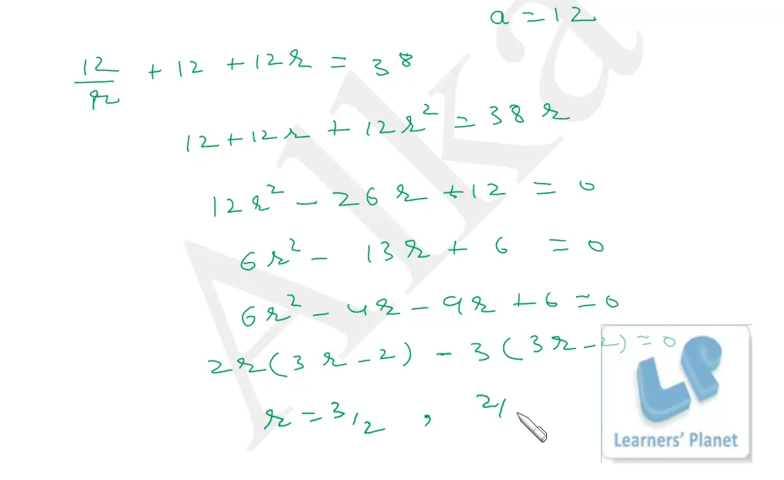 a = 12
12/r + 12 + 12r = 38
12 + 12r + 12r² = 38r
12r² - 26r + 12 = 0
6r² - 13r + 6 = 0
6r² - 4r - 9r + 6 = 0
2r(3r - 2) - 3(3r - 2) = 0
r = 3/2 , 2/
Alka
LP
Learners' Planet